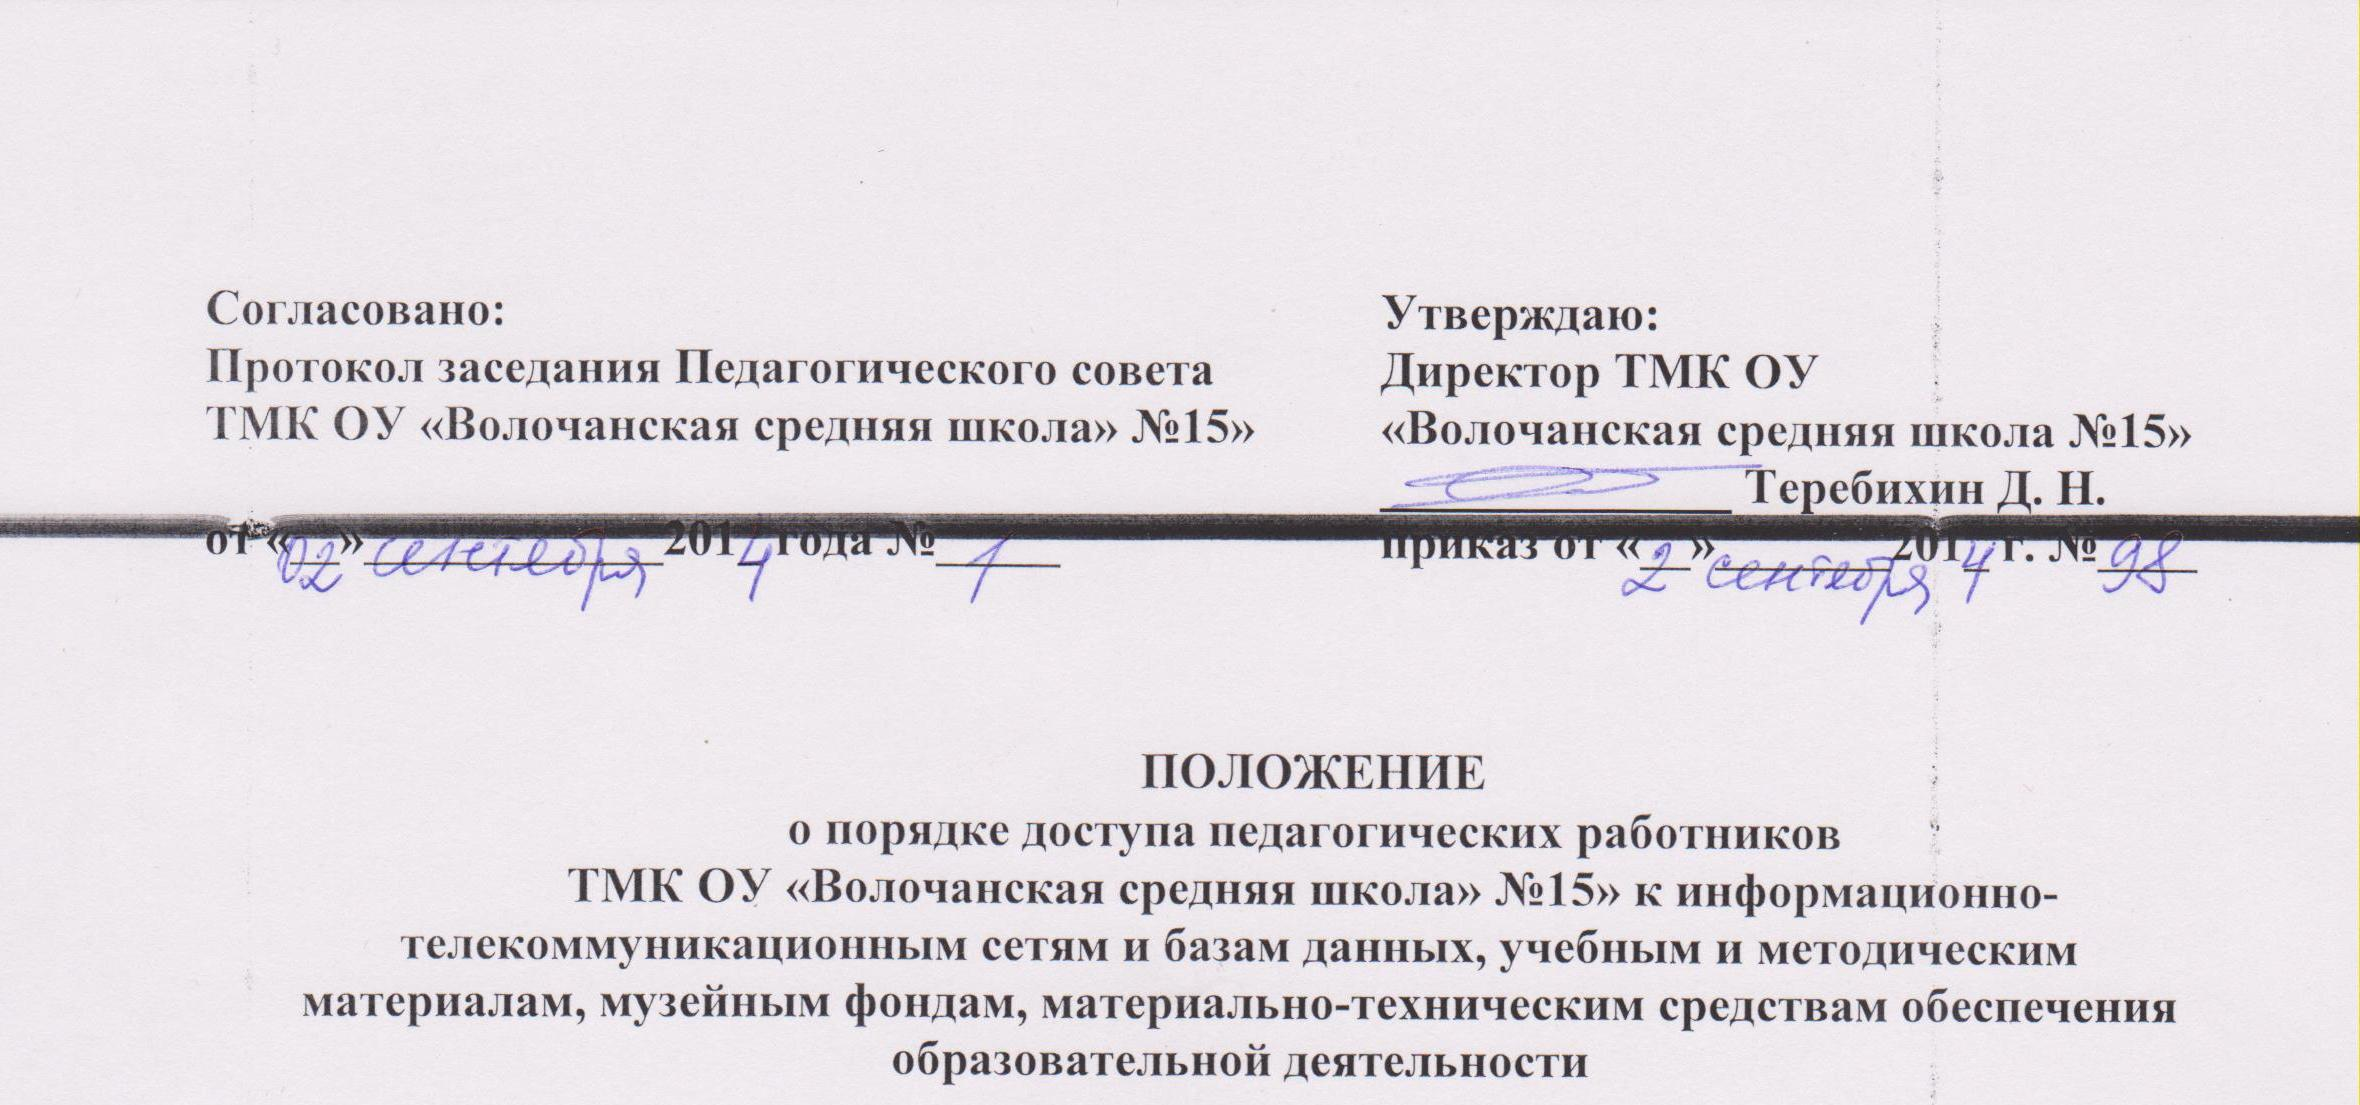 Согласовано:
Протокол заседания Педагогического совета
ТМК ОУ «Волочанская средняя школа» №15»
от «02» сентября 2014 года № 1
Утверждаю:
Директор ТМК ОУ
«Волочанская средняя школа №15»
Теребихин Д. Н.
приказ от «2» сентября 2014 г. № 98
ПОЛОЖЕНИЕ
о порядке доступа педагогических работников
ТМК ОУ «Волочанская средняя школа» №15» к информационно-
телекоммуникационным сетям и базам данных, учебным и методическим
материалам, музейным фондам, материально-техническим средствам обеспечения
образовательной деятельности